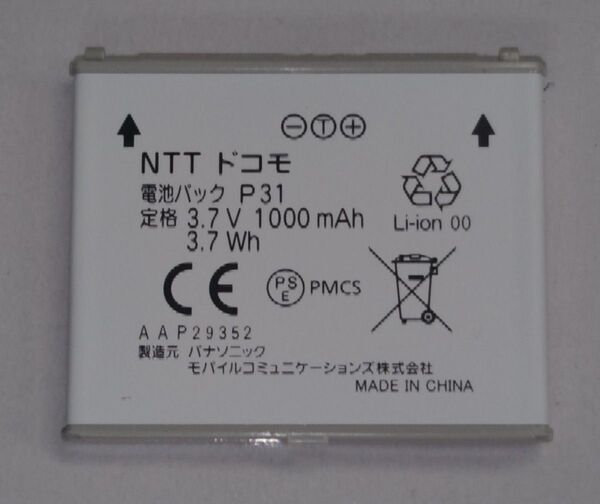 ⊖Ⓣ⊕
NTT ドコモ
電池パック P31
定格 3.7 V 1000 mAh
3.7 Wh
Li-ion 00
CE PSE PMCS
AAP29352
製造元 パナソニック
モバイルコミュニケーションズ株式会社
MADE IN CHINA